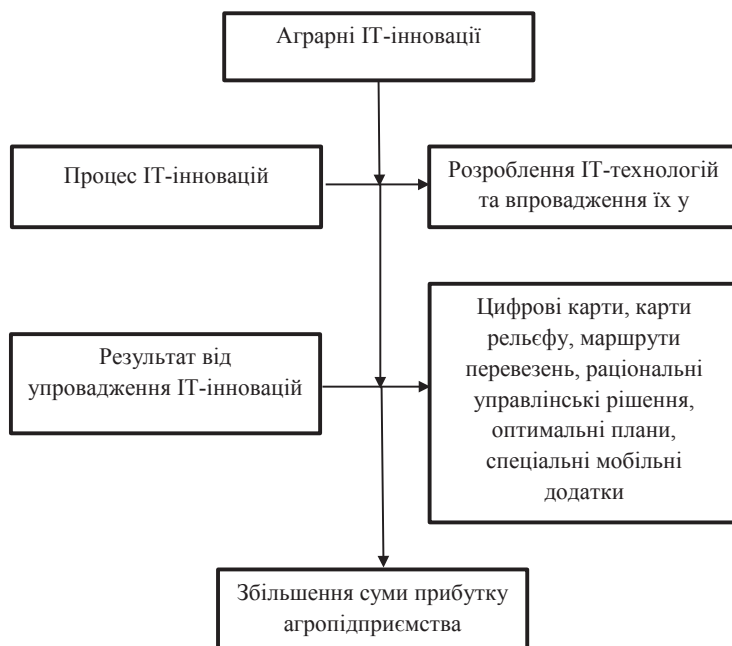 Аграрні ІТ-інновації
Процес ІТ-інновацій
Розроблення ІТ-технологій
та впровадження їх у
Результат від
упровадження ІТ-інновацій
Цифрові карти, карти
рельєфу, маршрути
перевезень, раціональні
управлінські рішення,
оптимальні плани,
спеціальні мобільні
додатки
Збільшення суми прибутку
агропідприємства